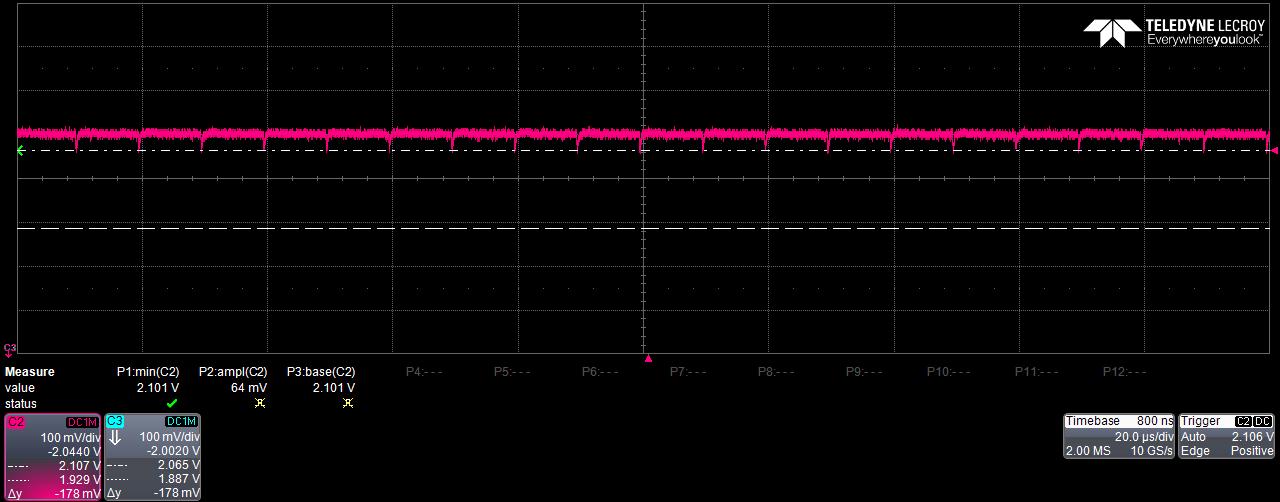 TELEDYNE LECROY
Everywhereyoulook™
C3
Measure P1:min(C2) P2:ampl(C2) P3:base(C2) P4:- - - P5:- - - P6:- - - P7:- - - P8:- - - P9:- - - P10:- - - P11:- - - P12:- - -
value 2.101 V 64 mV 2.101 V
status
C2 DC1M
100 mV/div
-2.0440 V
2.107 V
1.929 V
Δy -178 mV
C3 DC1M
100 mV/div
-2.0020 V
2.065 V
1.887 V
Δy -178 mV
Timebase 800 ns
20.0 µs/div
2.00 MS 10 GS/s
Trigger C2 DC
Auto 2.106 V
Edge Positive